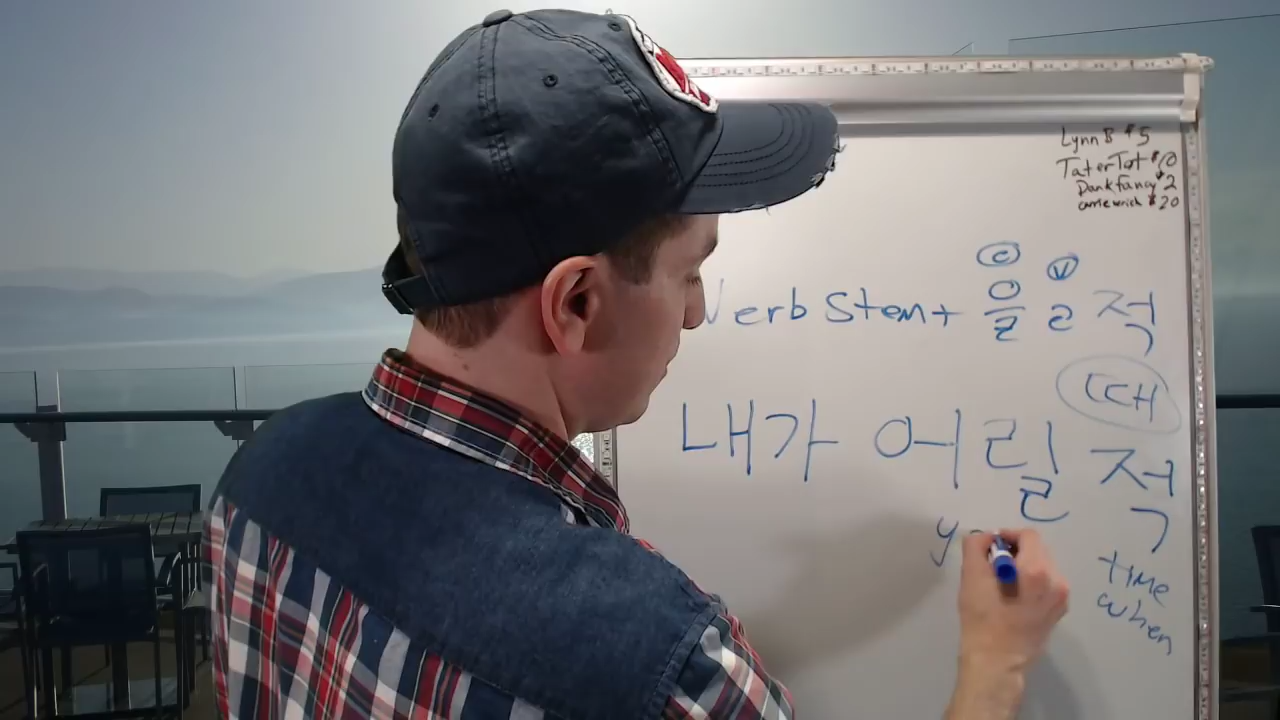 Lynn B $5
TaterTot $10
Dankfancy $2
$20
C V
Verb Stem + 을 ㄹ 적
(때)
내가 어릴 적
y
time
when